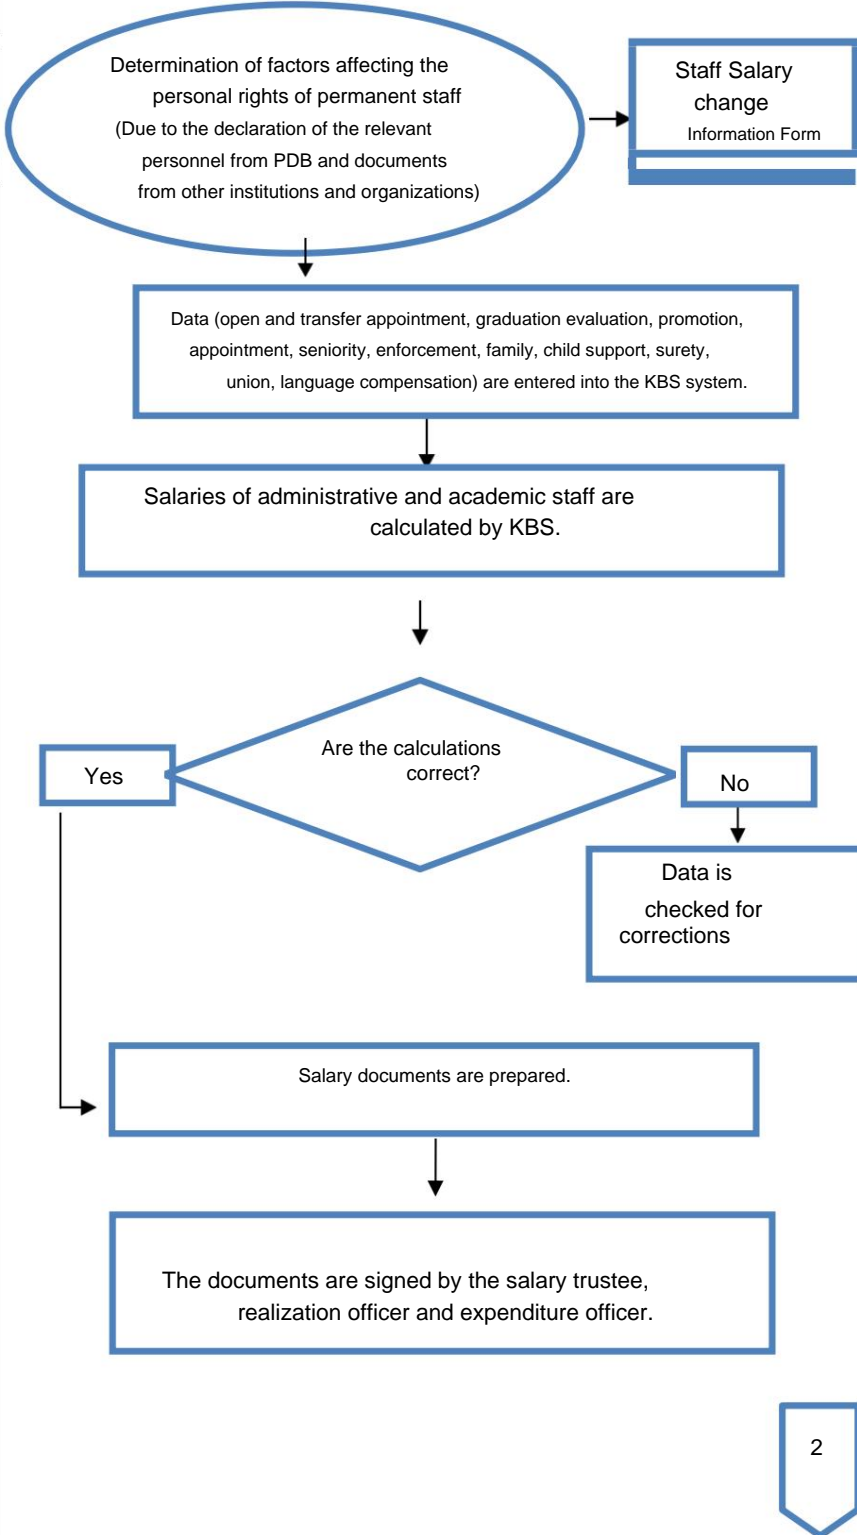 Determination of factors affecting the
personal rights of permanent staff
(Due to the declaration of the relevant
personnel from PDB and documents
from other institutions and organizations)
Staff Salary
change
Information Form
Data (open and transfer appointment, graduation evaluation, promotion,
appointment, seniority, enforcement, family, child support, surety,
union, language compensation) are entered into the KBS system.
Salaries of administrative and academic staff are
calculated by KBS.
Are the calculations
correct?
Yes
No
Data is
checked for
corrections
Salary documents are prepared.
The documents are signed by the salary trustee,
realization officer and expenditure officer.
2